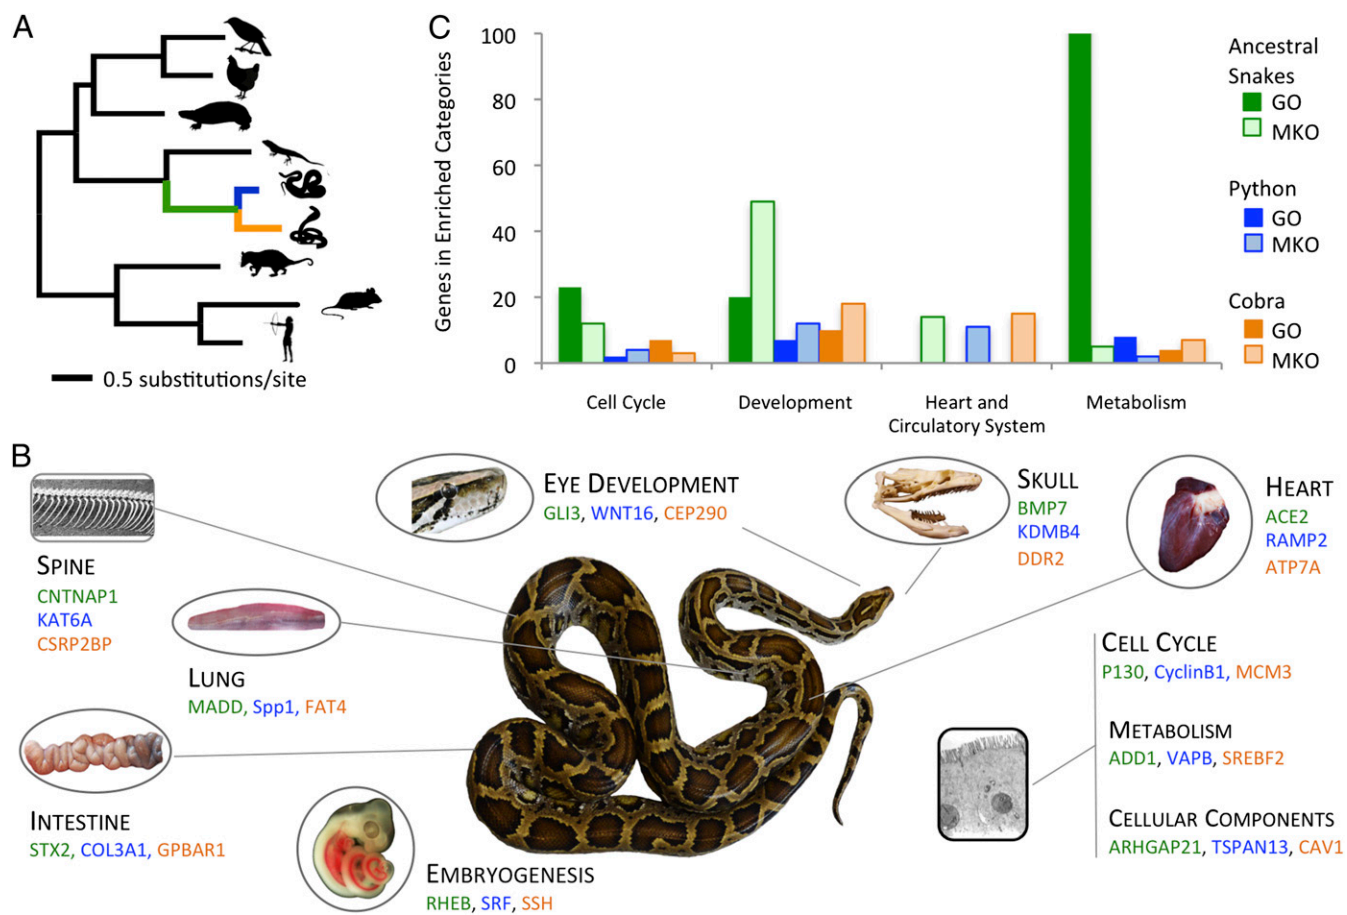 A
0.5 substitutions/site
C
Genes in Enriched Categories
100
80
60
40
20
0
Cell Cycle
Development
Heart and
Circulatory System
Metabolism
Ancestral
Snakes
GO
MKO
Python
GO
MKO
Cobra
GO
MKO
B
SPINE
CNTNAP1
KAT6A
CSRP2BP
LUNG
MADD, Spp1, FAT4
INTESTINE
STX2, COL3A1, GPBAR1
EMBRYOGENESIS
RHEB, SRF, SSH
EYE DEVELOPMENT
GLI3, WNT16, CEP290
SKULL
BMP7
KDMB4
DDR2
HEART
ACE2
RAMP2
ATP7A
CELL CYCLE
P130, CyclinB1, MCM3
METABOLISM
ADD1, VAPB, SREBF2
CELLULAR COMPONENTS
ARHGAP21, TSPAN13, CAV1